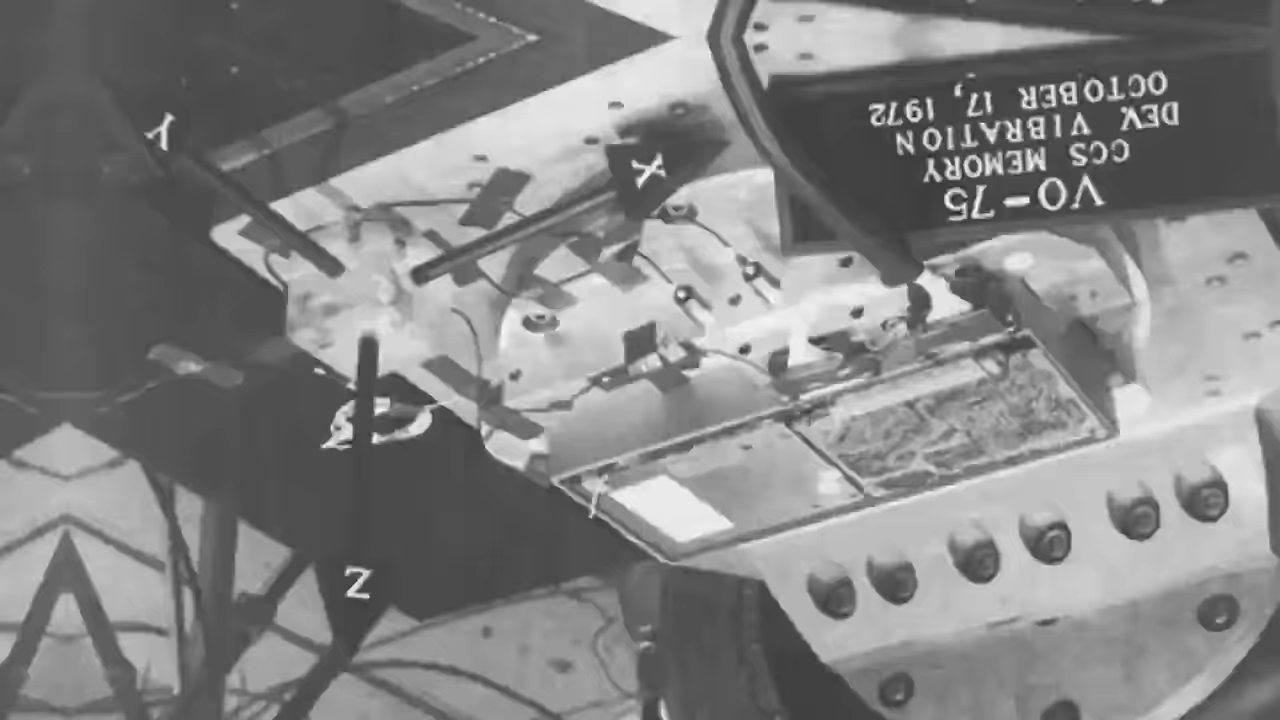 VO-75
CCS MEMORY
DEV. VIBRATION
OCTOBER 17, 1972
Y
X
Z